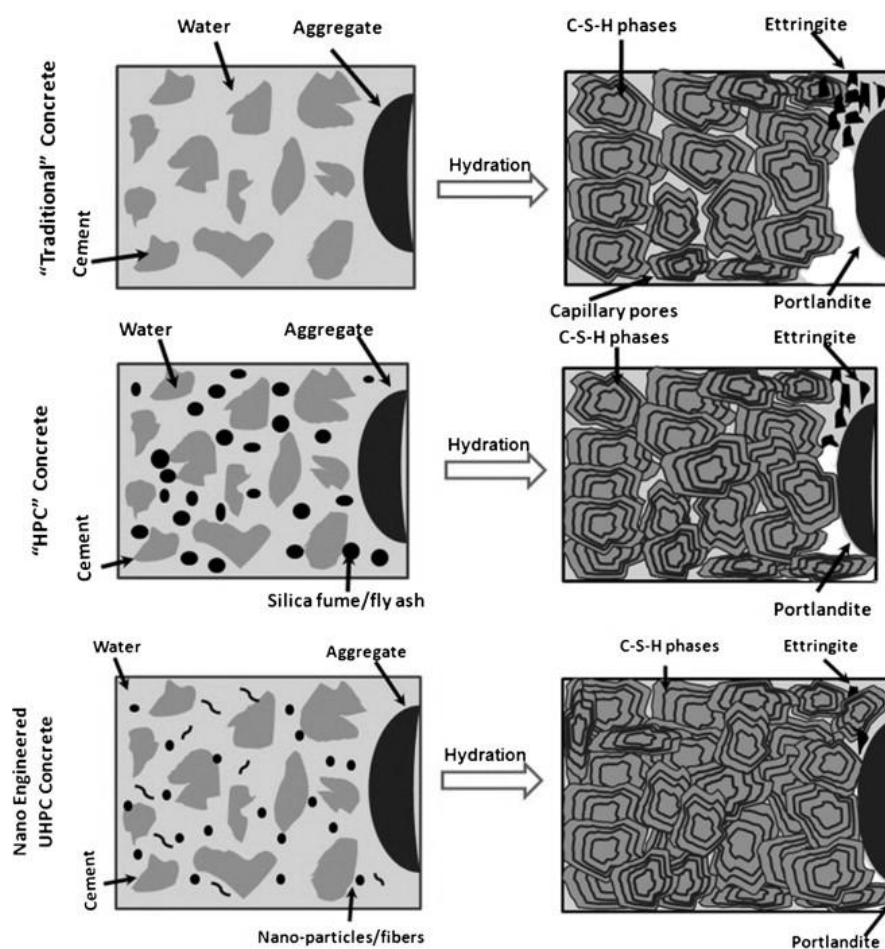 Water
Aggregate
C-S-H phases
Ettringite
"Traditional" Concrete
Hydration
Cement
Capillary pores
Portlandite
Water
Aggregate
C-S-H phases
Ettringite
"HPC" Concrete
Hydration
Cement
Silica fume/fly ash
Portlandite
Water
Aggregate
C-S-H phases
Ettringite
Nano Engineered
UHPC Concrete
Hydration
Cement
Nano-particles/fibers
Portlandite